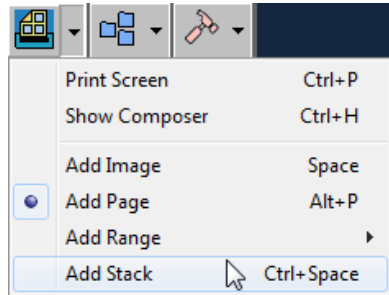 Print Screen Ctrl+P
Show Composer Ctrl+H
Add Image Space
Add Page Alt+P
Add Range
Add Stack Ctrl+Space